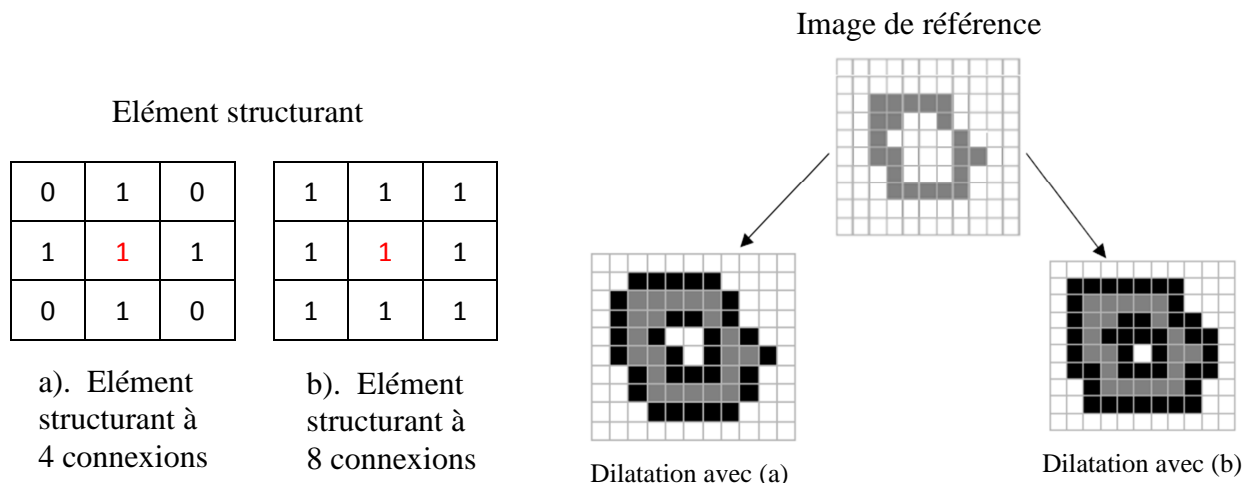 Image de référence
Elément structurant
0 1 0
1 1 1
0 1 0
1 1 1
1 1 1
1 1 1
a). Elément
structurant à
4 connexions
b). Elément
structurant à
8 connexions
Dilatation avec (a)
Dilatation avec (b)